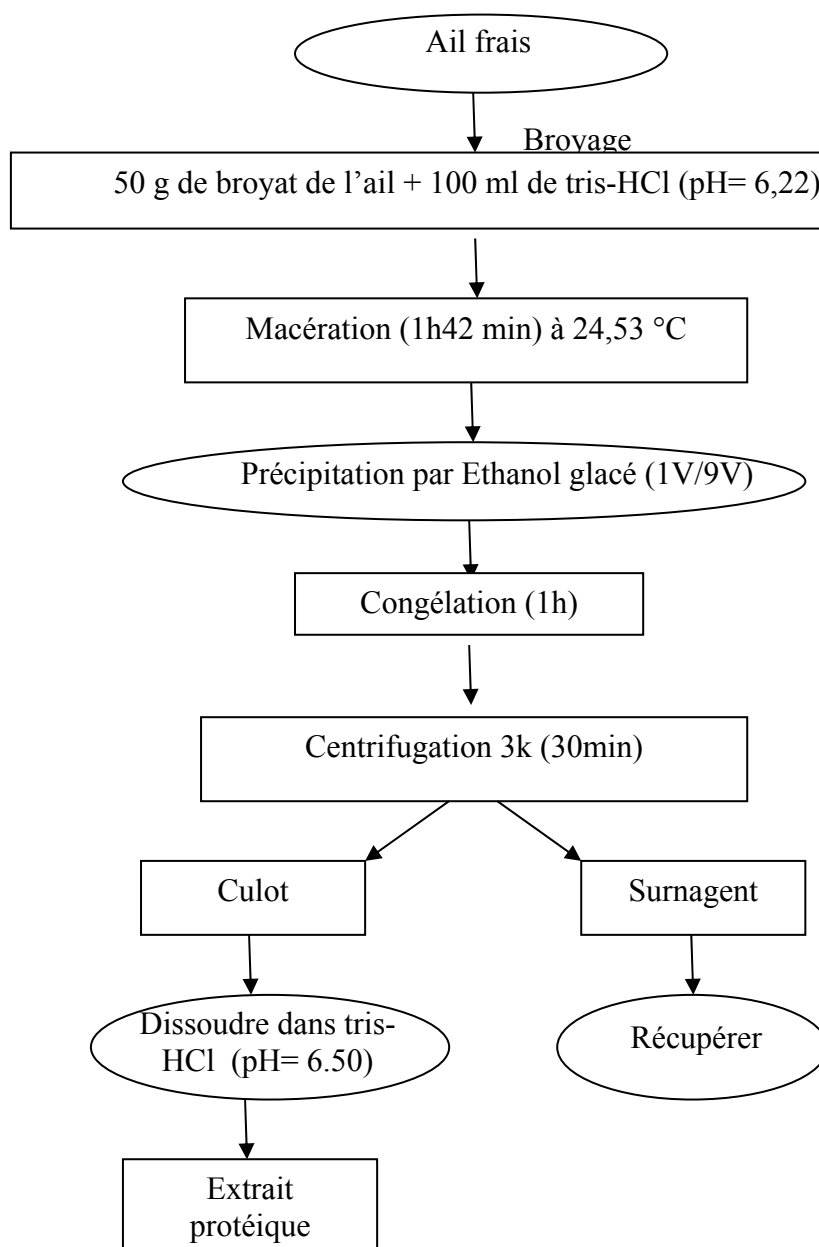 Ail frais
Broyage
50 g de broyat de l’ail + 100 ml de tris-HCl (pH= 6,22)
Macération (1h42 min) à 24,53 °C
Précipitation par Ethanol glacé (1V/9V)
Congélation (1h)
Centrifugation 3k (30min)
Culot
Surnagent
Dissoudre dans tris-
HCl (pH= 6.50)
Récupérer
Extrait
protéique